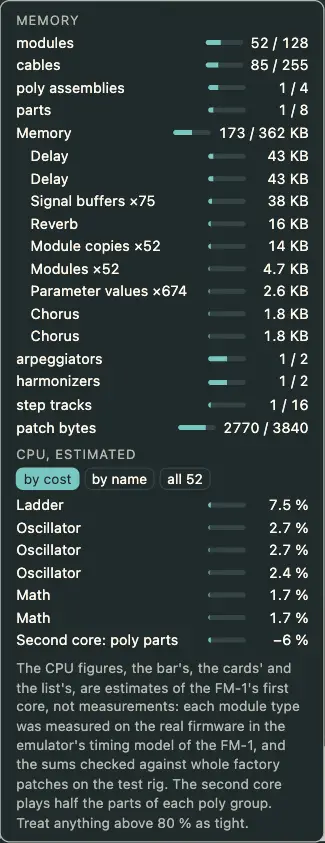 MEMORY
modules 52 / 128
cables 85 / 255
poly assemblies 1 / 4
parts 1 / 8
Memory 173 / 362 KB
Delay 43 KB
Delay 43 KB
Signal buffers ×75 38 KB
Reverb 16 KB
Module copies ×52 14 KB
Modules ×52 4.7 KB
Parameter values ×674 2.6 KB
Chorus 1.8 KB
Chorus 1.8 KB
arpeggiators 1 / 2
harmonizers 1 / 2
step tracks 1 / 16
patch bytes 2770 / 3840
CPU, ESTIMATED
by cost by name all 52
Ladder 7.5 %
Oscillator 2.7 %
Oscillator 2.7 %
Oscillator 2.4 %
Math 1.7 %
Math 1.7 %
Second core: poly parts −6 %
The CPU figures, the bar's, the cards' and
the list's, are estimates of the FM-1's first
core, not measurements: each module type
was measured on the real firmware in the
emulator's timing model of the FM-1, and
the sums checked against whole factory
patches on the test rig. The second core
plays half the parts of each poly group.
Treat anything above 80 % as tight.